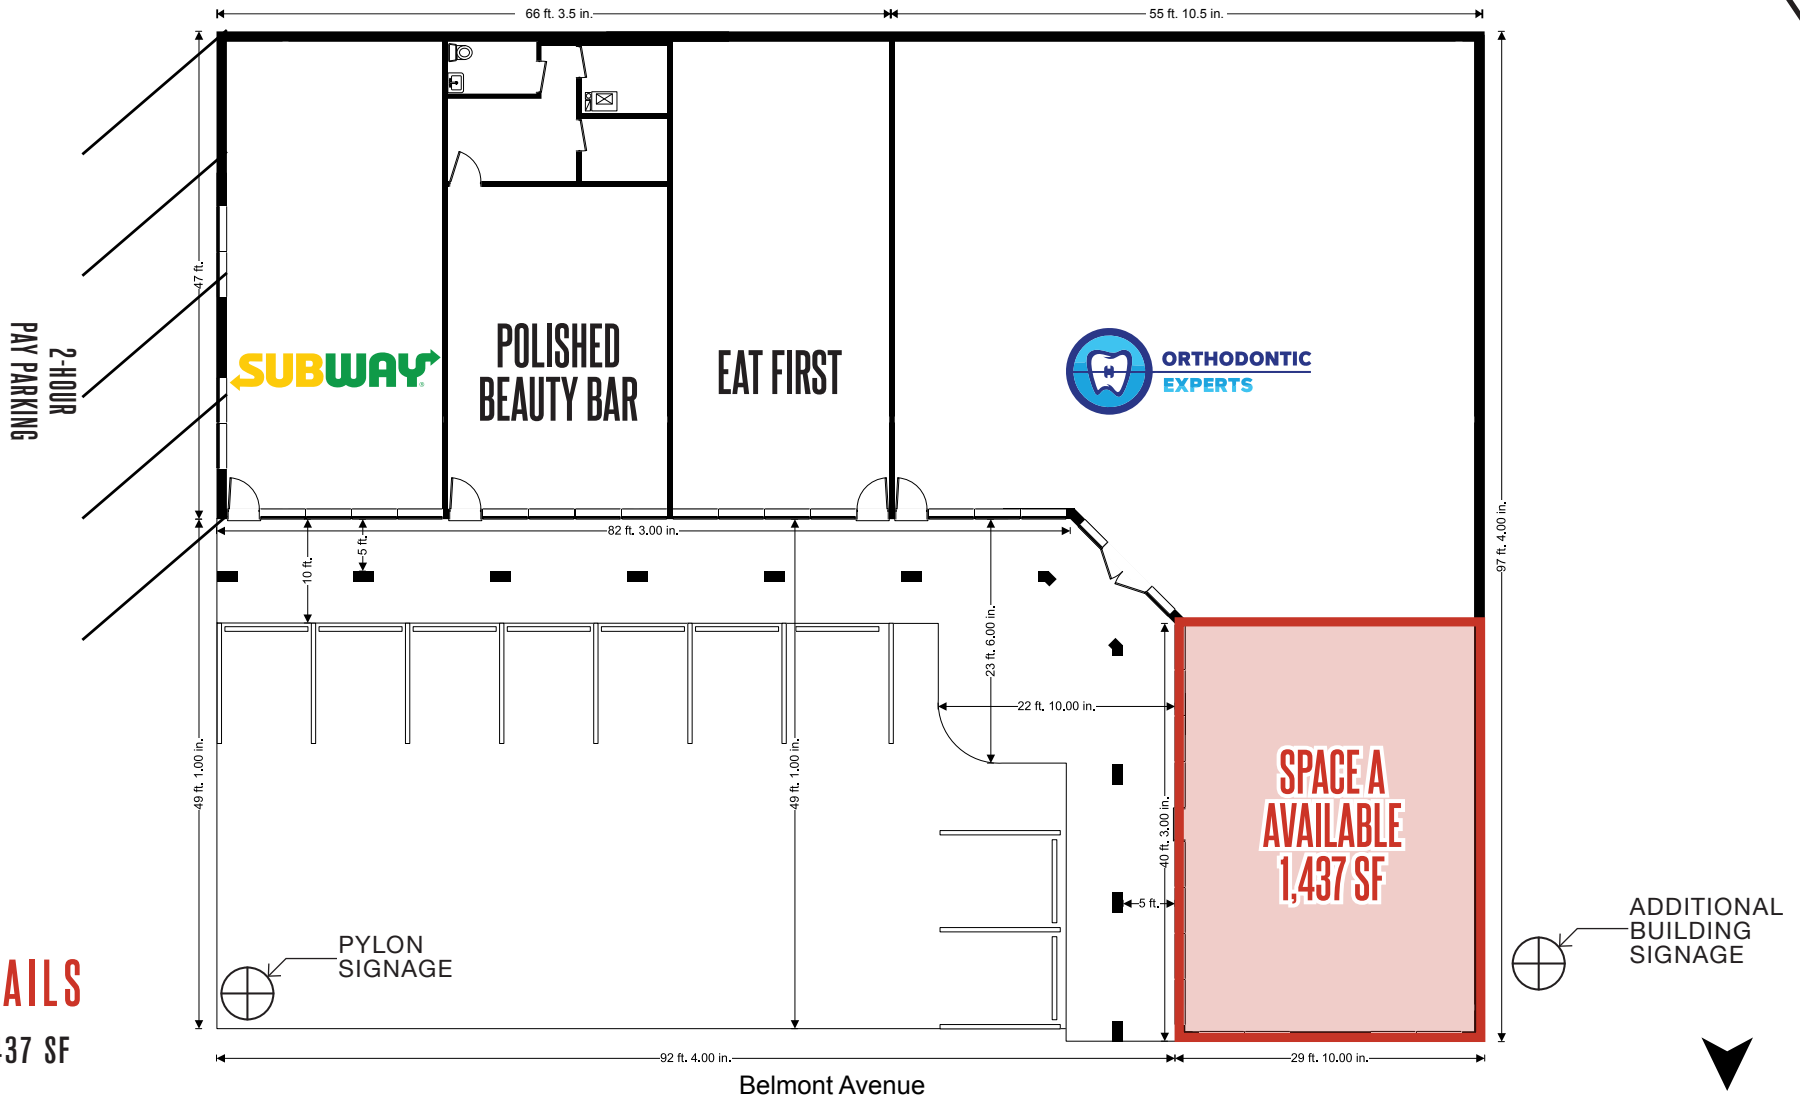 66 ft. 3.5 in.
55 ft. 10.5 in.
47 ft.
2-HOUR
PAY PARKING
SUBWAY
POLISHED
BEAUTY BAR
EAT FIRST
ORTHODONTIC
EXPERTS
82 ft. 3.00 in.
5 ft.
10 ft.
97 ft. 4.00 in.
23 ft. 6.00 in.
22 ft. 10.00 in.
49 ft. 1.00 in.
49 ft. 1.00 in.
40 ft. 3.00 in.
SPACE A
AVAILABLE
1,437 SF
5 ft.
PYLON
SIGNAGE
ADDITIONAL
BUILDING
SIGNAGE
AILS
37 SF
92 ft. 4.00 in.
29 ft. 10.00 in.
Belmont Avenue